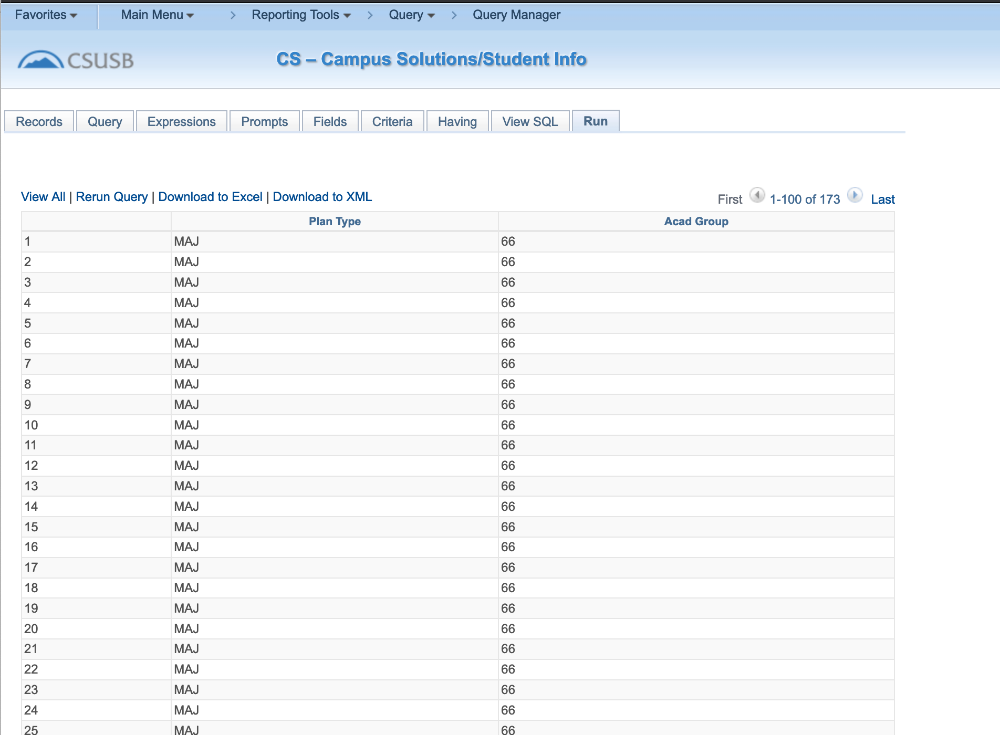 Favorites Main Menu > Reporting Tools > Query > Query Manager
CSUSB CS – Campus Solutions/Student Info
Records Query Expressions Prompts Fields Criteria Having View SQL Run
View All | Rerun Query | Download to Excel | Download to XML First 1-100 of 173 Last
Plan Type Acad Group
1 MAJ 66
2 MAJ 66
3 MAJ 66
4 MAJ 66
5 MAJ 66
6 MAJ 66
7 MAJ 66
8 MAJ 66
9 MAJ 66
10 MAJ 66
11 MAJ 66
12 MAJ 66
13 MAJ 66
14 MAJ 66
15 MAJ 66
16 MAJ 66
17 MAJ 66
18 MAJ 66
19 MAJ 66
20 MAJ 66
21 MAJ 66
22 MAJ 66
23 MAJ 66
24 MAJ 66
25 MAJ 66